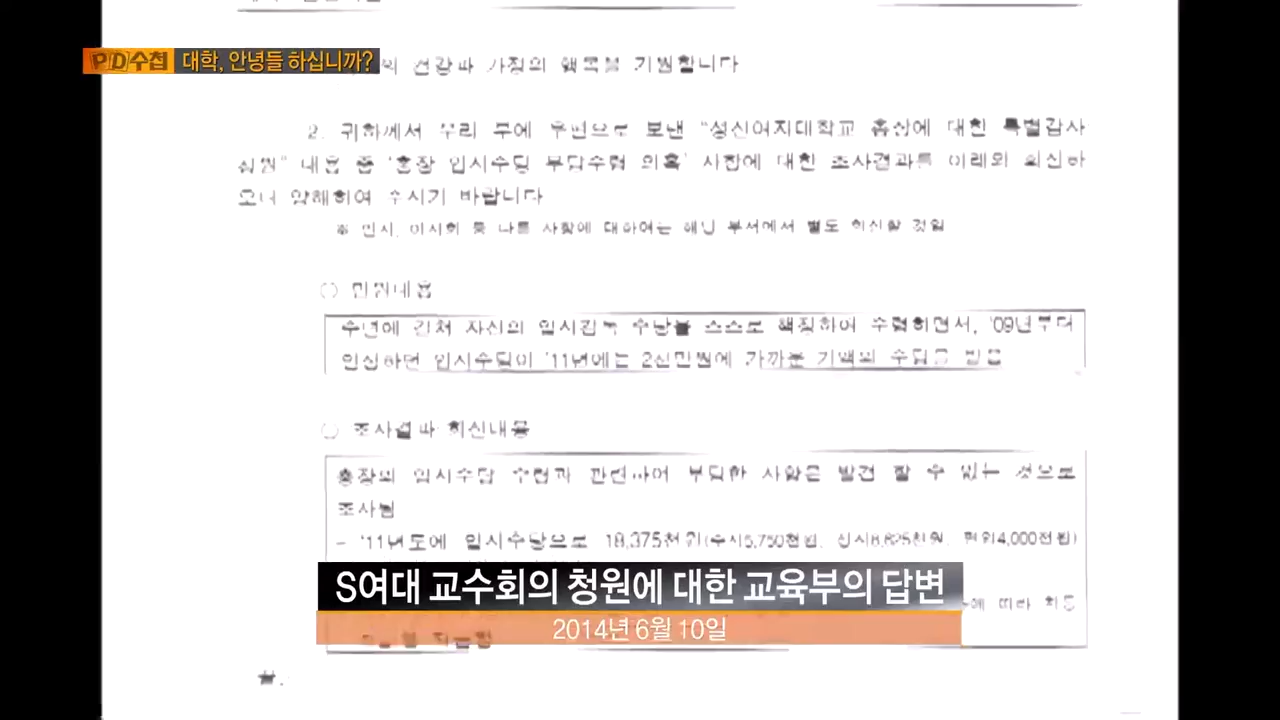 PD수첩 대학, 안녕들 하십니까?
건강과 가정의 행복을 기원합니다
2. 귀하께서 우리 부에 우편으로 보낸 "성신여자대학교 총장에 대한 특별감사
청원" 내용 중 '총장 입시수당 부당수령 의혹' 사항에 대한 조사결과를 아래와 회신하
오니 양해하여 주시기 바랍니다
※ 인사, 이사회 등 다른 사항에 대하여는 해당 부서에서 별도 회신할 것임
○ 민원내용
수년에 걸쳐 자신의 입시감독 수당을 스스로 책정하여 수령하면서, '09년부터
인상하던 입시수당이 '11년에는 2천만원에 가까운 거액의 수당을 받음
○ 조사결과 회신내용
총장의 입시수당 수령과 관련하여 부당한 사항은 발견 할 수 없는 것으로
조사됨
- '11년도에 입시수당으로 18,375천원(수시5,750천원, 정시8,625천원, 편입4,000천원)
에 따라 차등
S여대 교수회의 청원에 대한 교육부의 답변
2014년 6월 10일
끝.